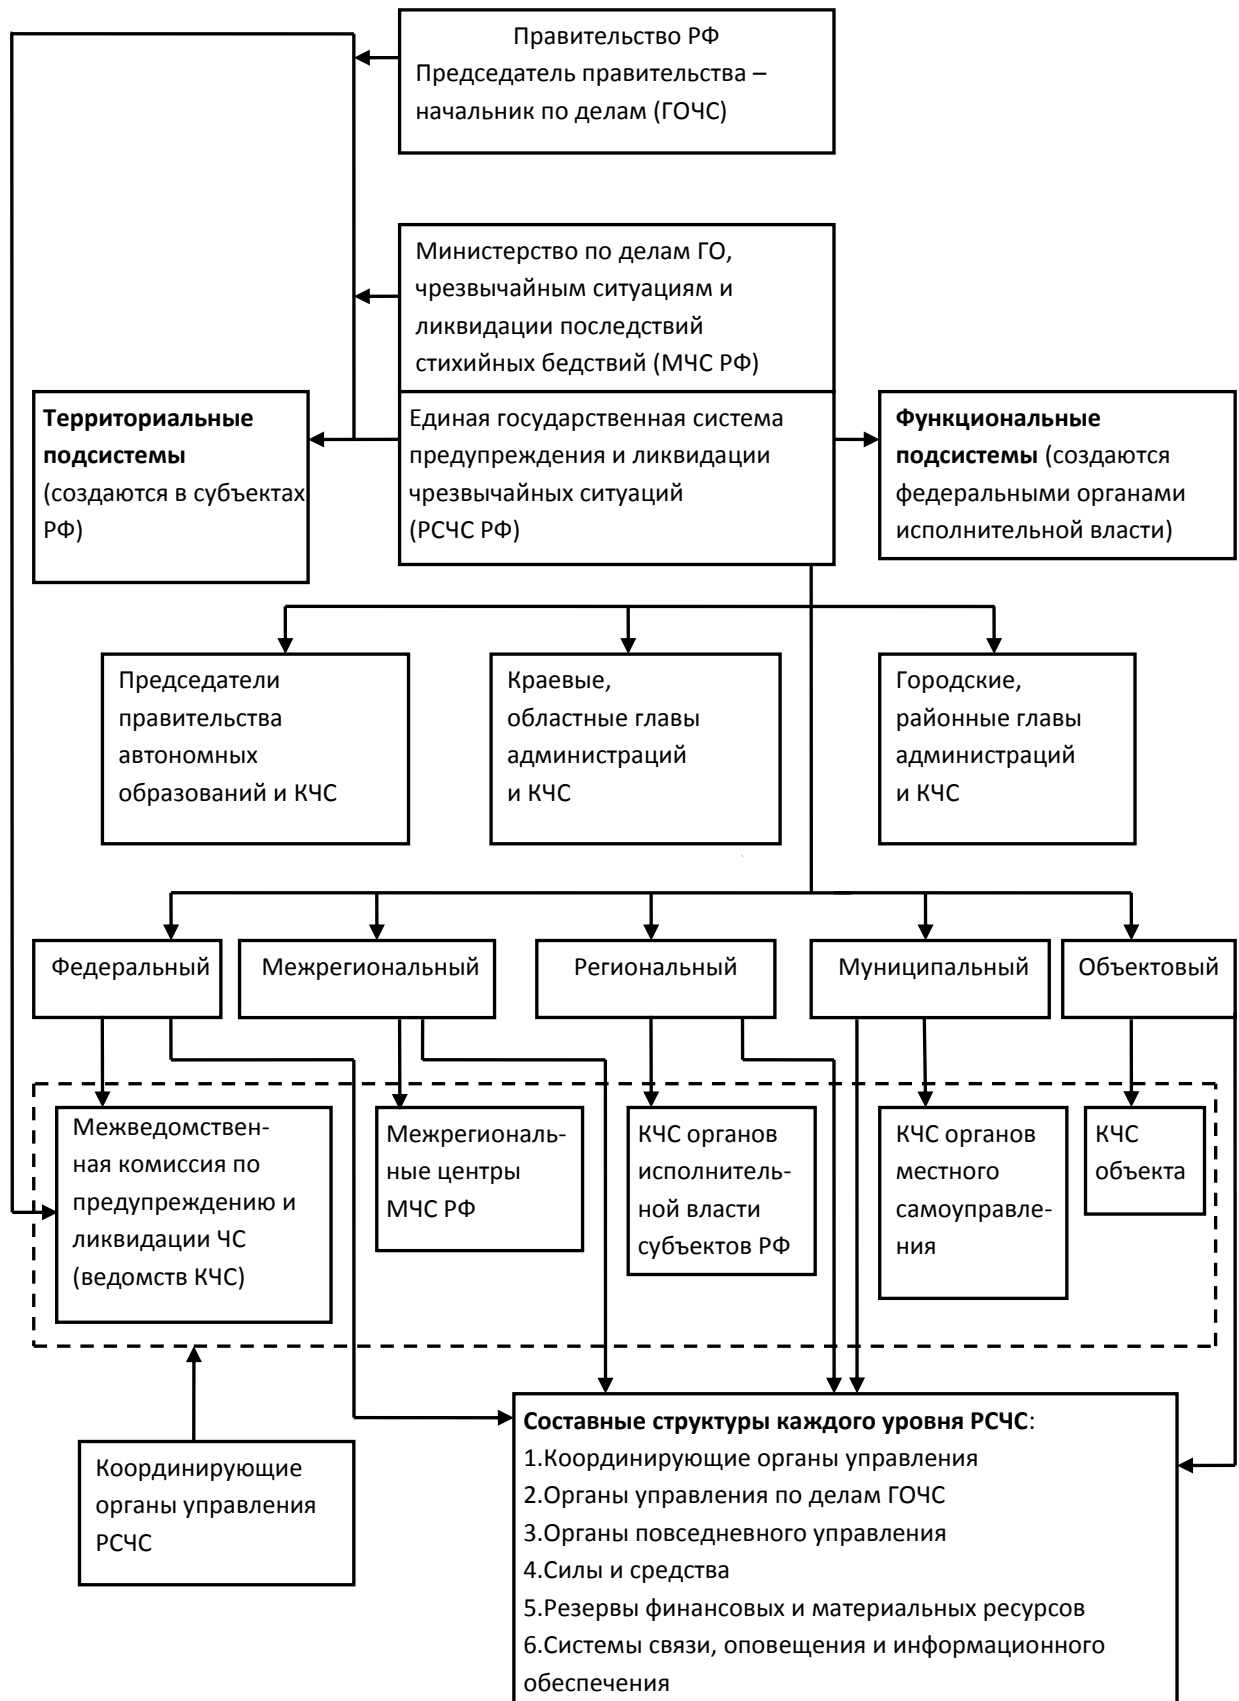 Правительство РФ
Председатель правительства –
начальник по делам (ГОЧС)
Министерство по делам ГО,
чрезвычайным ситуациям и
ликвидации последствий
стихийных бедствий (МЧС РФ)
Территориальные
подсистемы
(создаются в субъектах
РФ)
Единая государственная система
предупреждения и ликвидации
чрезвычайных ситуаций
(РСЧС РФ)
Функциональные
подсистемы (создаются
федеральными органами
исполнительной власти)
Председатели
правительства
автономных
образований и КЧС
Краевые,
областные главы
администраций
и КЧС
Городские,
районные главы
администраций
и КЧС
Федеральный
Межрегиональный
Региональный
Муниципальный
Объектовый
Межведомствен-
ная комиссия по
предупреждению и
ликвидации ЧС
(ведомств КЧС)
Межрегиональ-
ные центры
МЧС РФ
КЧС органов
исполнитель-
ной власти
субъектов РФ
КЧС органов
местного
самоуправле-
ния
КЧС
объекта
Координирующие
органы управления
РСЧС
Составные структуры каждого уровня РСЧС:
1.Координирующие органы управления
2.Органы управления по делам ГОЧС
3.Органы повседневного управления
4.Силы и средства
5.Резервы финансовых и материальных ресурсов
6.Системы связи, оповещения и информационного
обеспечения